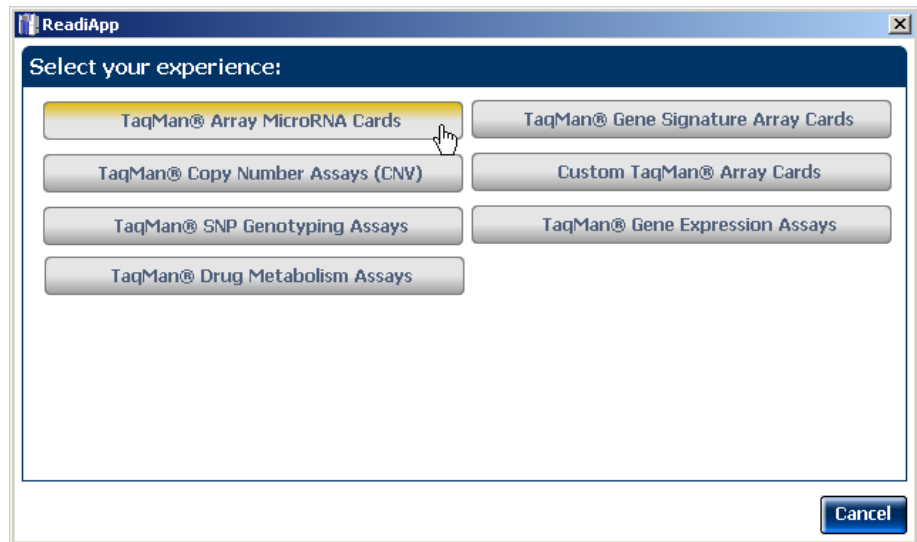 ReadiApp
Select your experience:
TaqMan® Array MicroRNA Cards
TaqMan® Gene Signature Array Cards
TaqMan® Copy Number Assays (CNV)
Custom TaqMan® Array Cards
TaqMan® SNP Genotyping Assays
TaqMan® Gene Expression Assays
TaqMan® Drug Metabolism Assays
Cancel